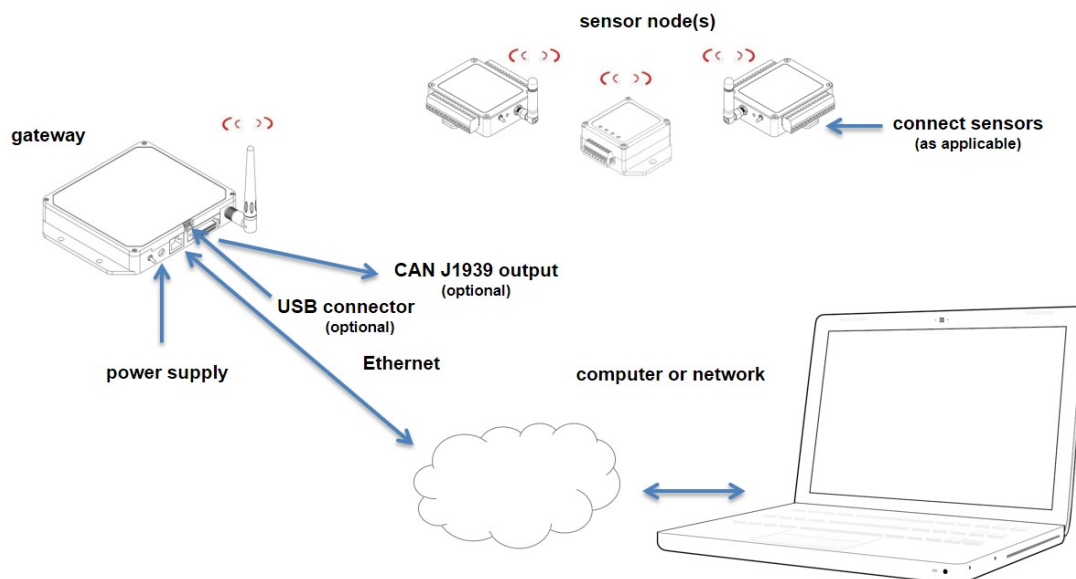 sensor node(s)
gateway
connect sensors
(as applicable)
CAN J1939 output
(optional)
USB connector
(optional)
Ethernet
power supply
computer or network